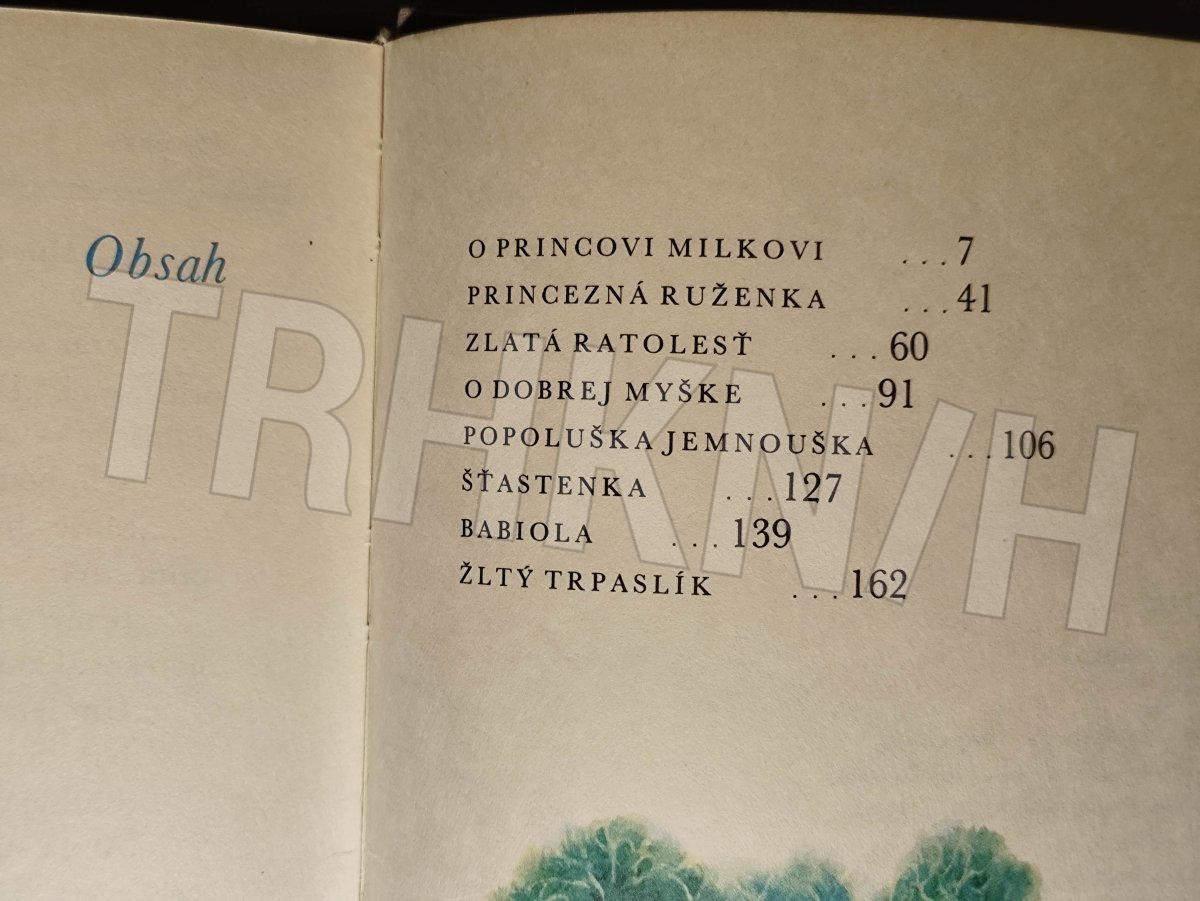 Obsah
O PRINCOVI MILKOVI ...7
PRINCEZNÁ RUŽENKA ...41
ZLATÁ RATOLESŤ ...60
O DOBREJ MYŠKE ...91
POPOLUŠKA JEMNOUŠKA ...106
ŠŤASTENKA ...127
BABIOLA ...139
ŽLTÝ TRPASLÍK ...162
TRHKN/H